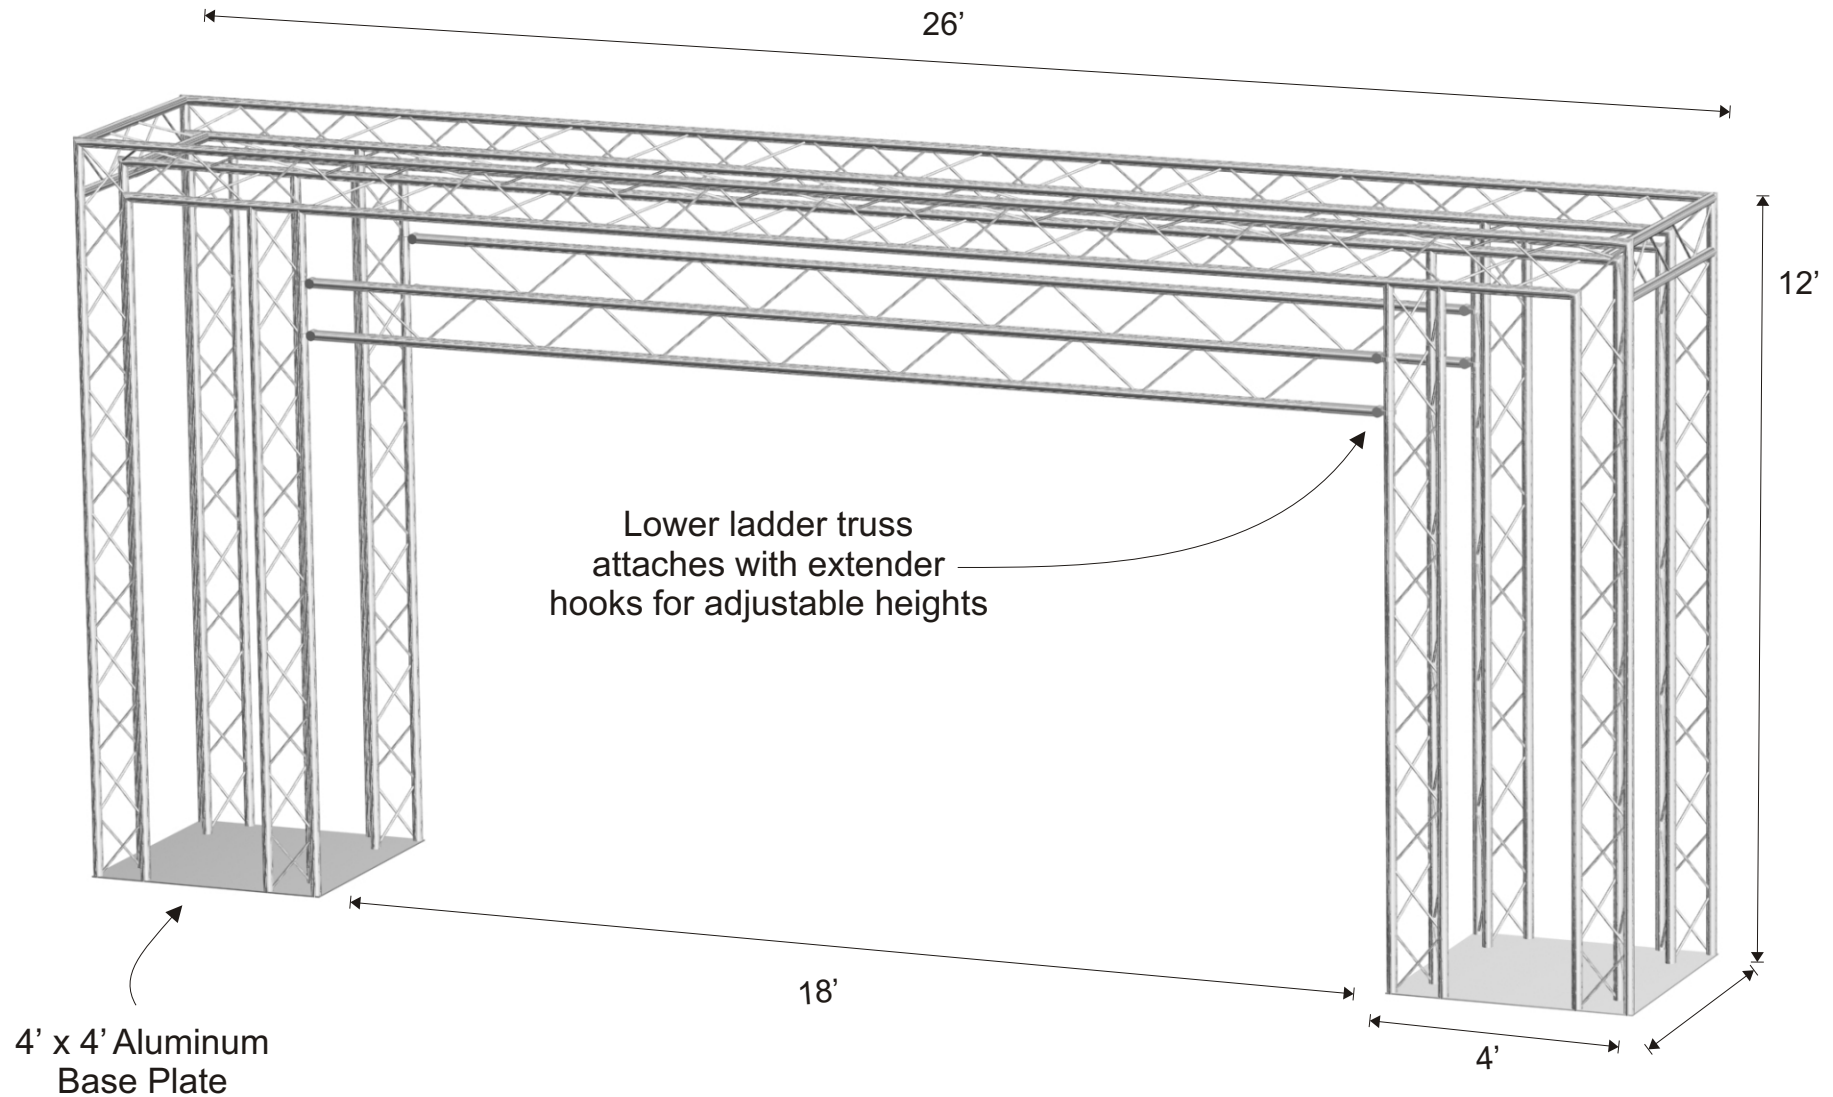 26’
12’
Lower ladder truss
attaches with extender
hooks for adjustable heights
18’
4’
4’ x 4’ Aluminum
Base Plate